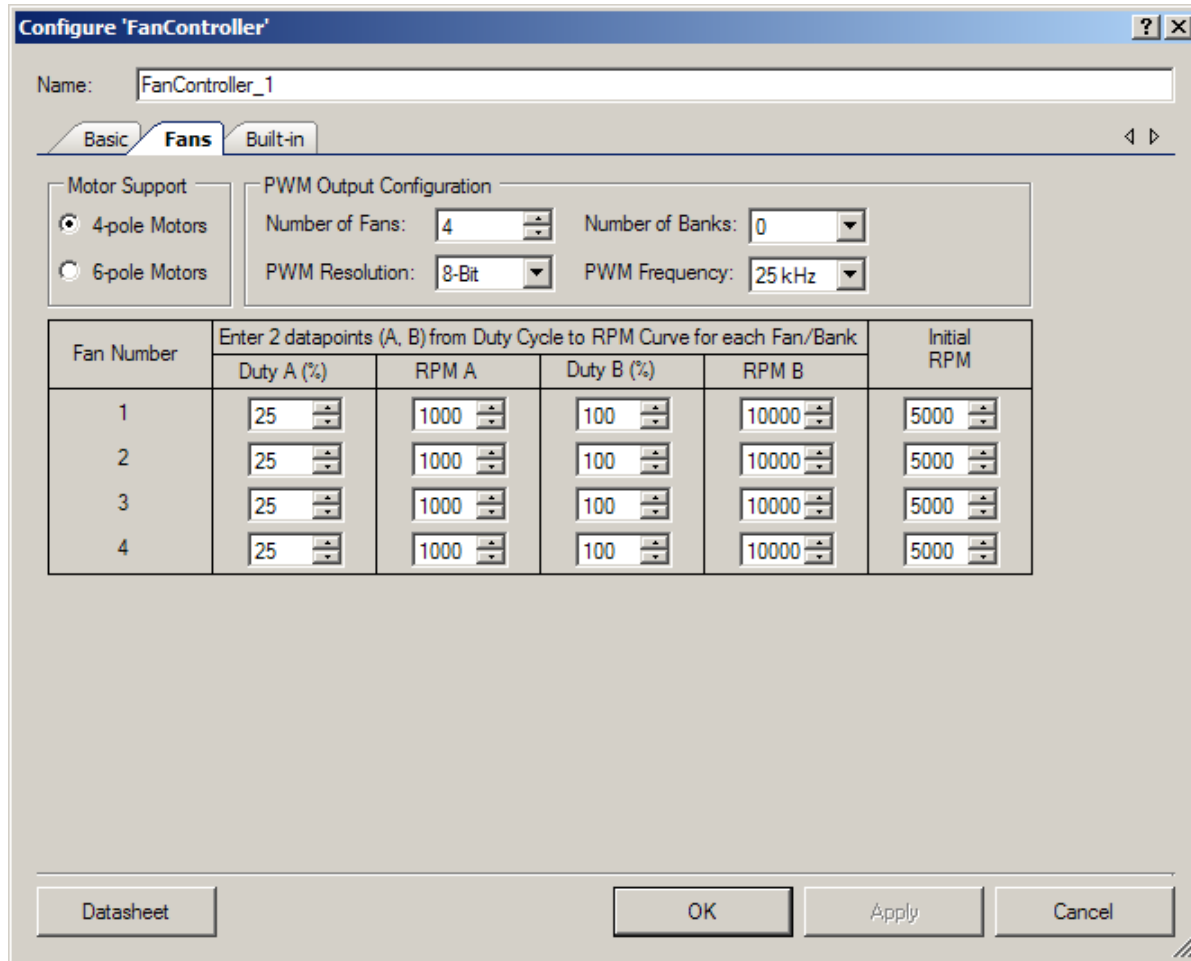 Configure 'FanController'
Name: FanController_1
Basic Fans Built-in
Motor Support PWM Output Configuration
4-pole Motors Number of Fans: 4 Number of Banks: 0
6-pole Motors PWM Resolution: 8-Bit PWM Frequency: 25 kHz
Fan Number Enter 2 datapoints (A, B) from Duty Cycle to RPM Curve for each Fan/Bank Initial RPM
Duty A (%) RPM A Duty B (%) RPM B
1 25 1000 100 10000 5000
2 25 1000 100 10000 5000
3 25 1000 100 10000 5000
4 25 1000 100 10000 5000
Datasheet OK Apply Cancel